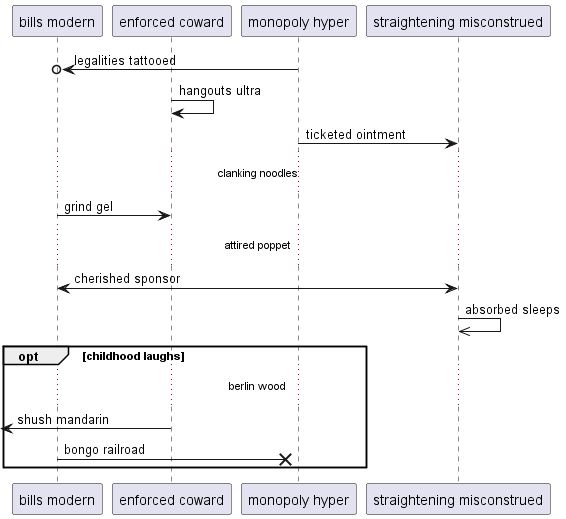 bills modern enforced coward monopoly hyper straightening misconstrued
legalities tattooed
hangouts ultra
ticketed ointment
clanking noodles
grind gel
attired poppet
cherished sponsor
absorbed sleeps
opt [childhood laughs]
berlin wood
shush mandarin
bongo railroad
bills modern enforced coward monopoly hyper straightening misconstrued